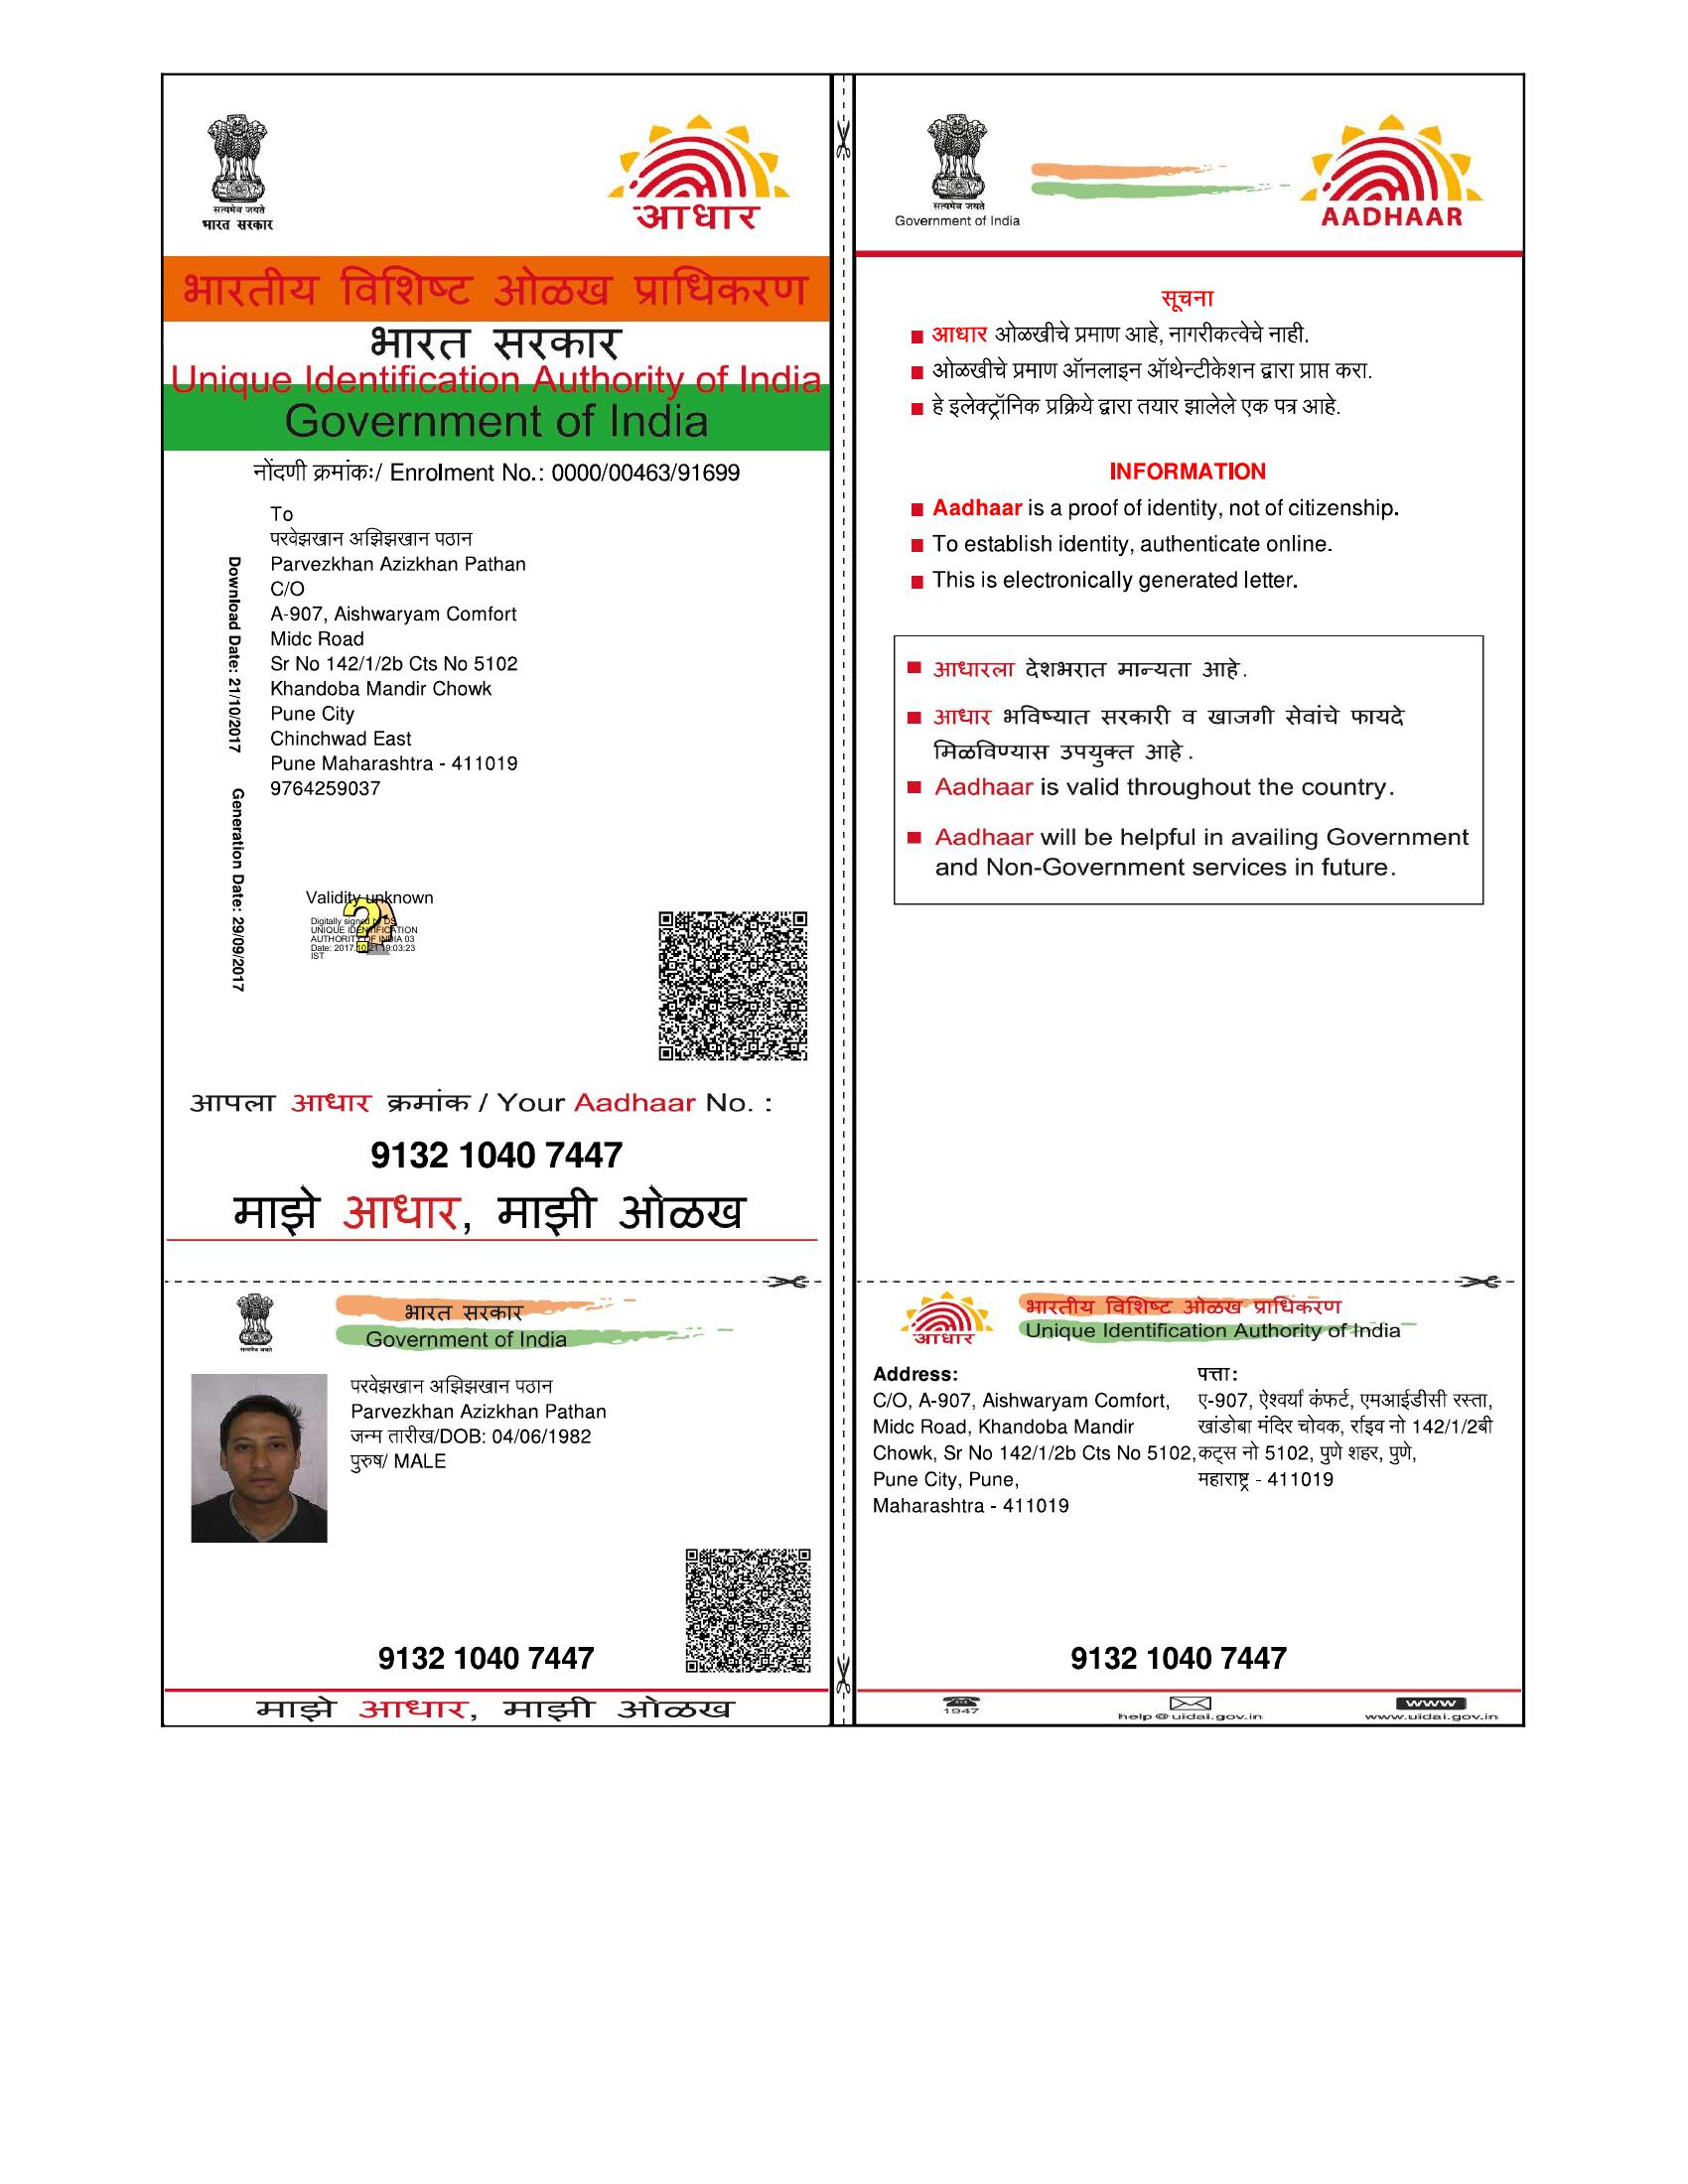 सत्यमेव जयते
भारत सरकार
आधार
भारतीय विशिष्ट ओळख प्राधिकरण
भारत सरकार
Unique Identification Authority of India
Government of India
नोंदणी क्रमांकः/ Enrolment No.: 0000/00463/91699
To
परवेझखान अझिझखान पठान
Parvezkhan Azizkhan Pathan
C/O
A-907, Aishwaryam Comfort
Midc Road
Sr No 142/1/2b Cts No 5102
Khandoba Mandir Chowk
Pune City
Chinchwad East
Pune Maharashtra - 411019
9764259037
Download Date: 21/10/2017
Generation Date: 29/09/2017
Validity unknown
Digitally signed by DS
UNIQUE IDENTIFICATION
AUTHORITY OF INDIA 03
Date: 2017.10.21 19:03:23
IST
आपला आधार क्रमांक / Your Aadhaar No. :
9132 1040 7447
माझे आधार, माझी ओळख
सत्यमेव जयते
भारत सरकार
Government of India
परवेझखान अझिझखान पठान
Parvezkhan Azizkhan Pathan
जन्म तारीख/DOB: 04/06/1982
पुरुष/ MALE
9132 1040 7447
माझे आधार, माझी ओळख
सत्यमेव जयते
Government of India
AADHAAR
सूचना
आधार ओळखीचे प्रमाण आहे, नागरीकत्वेचे नाही.
ओळखीचे प्रमाण ऑनलाइन ऑथेन्टीकेशन द्वारा प्राप्त करा.
हे इलेक्ट्रॉनिक प्रक्रिये द्वारा तयार झालेले एक पत्र आहे.
INFORMATION
Aadhaar is a proof of identity, not of citizenship.
To establish identity, authenticate online.
This is electronically generated letter.
आधारला देशभरात मान्यता आहे.
आधार भविष्यात सरकारी व खाजगी सेवांचे फायदे
मिळविण्यास उपयुक्त आहे.
Aadhaar is valid throughout the country.
Aadhaar will be helpful in availing Government
and Non-Government services in future.
आधार
भारतीय विशिष्ट ओळख प्राधिकरण
Unique Identification Authority of India
Address:
C/O, A-907, Aishwaryam Comfort,
Midc Road, Khandoba Mandir
Chowk, Sr No 142/1/2b Cts No 5102,
Pune City, Pune,
Maharashtra - 411019
पत्ता:
ए-907, ऐश्वर्यां कंफर्ट, एमआईडीसी रस्ता,
खांडोबा मंदिर चोवक, र्सइव नो 142/1/2बी
कट्स नो 5102, पुणे शहर, पुणे,
महाराष्ट्र - 411019
9132 1040 7447
1947
help@uidai.gov.in
www
www.uidai.gov.in